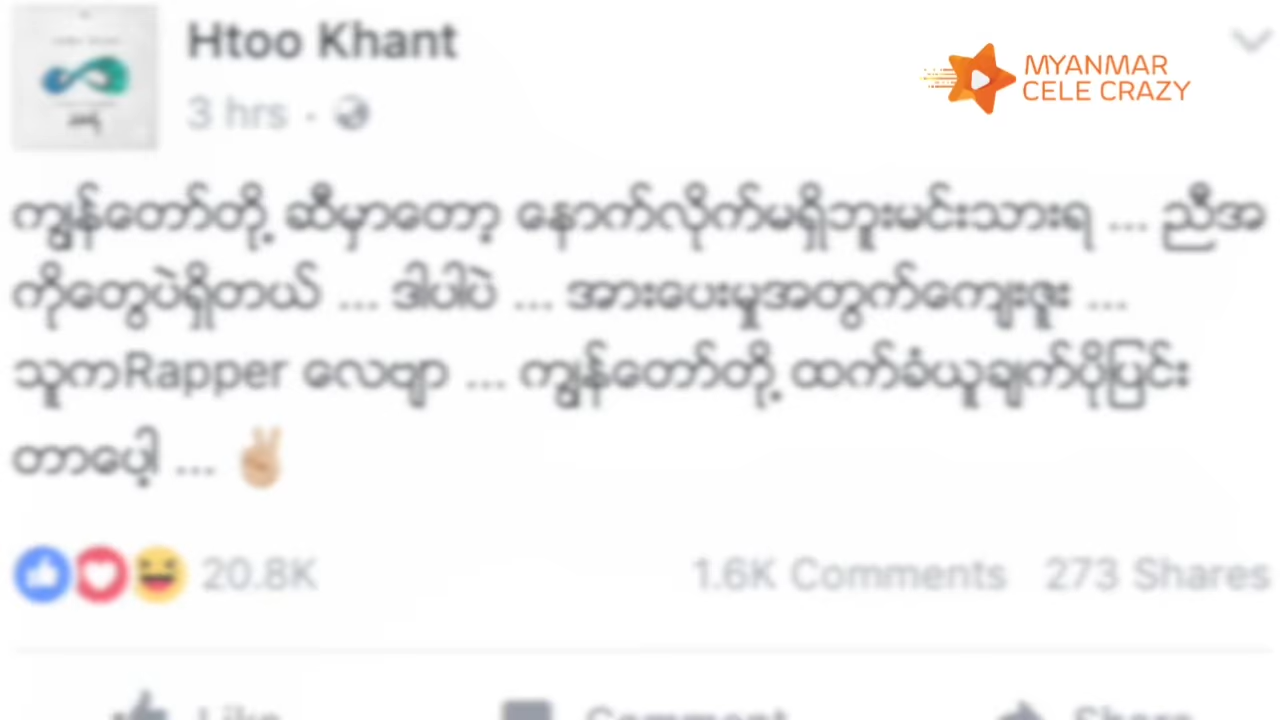 Htoo Khant
3 hrs ·
MYANMAR
CELE CRAZY
ကျွန်တော်တို့ ဆီမှာတော့ နောက်လိုက်မရှိဘူးမင်းသားရ ... ညီအ
ကိုတွေပဲရှိတယ် ... ဒါပါပဲ ... အားပေးမှုအတွက်ကျေးဇူး ...
သူကRapper လေဗျာ ... ကျွန်တော်တို့ ထက်ခံယူချက်ပိုပြင်း
တာပေါ့ ... ✌🏼
20.8K
1.6K Comments 273 Shares
Like Comment Share